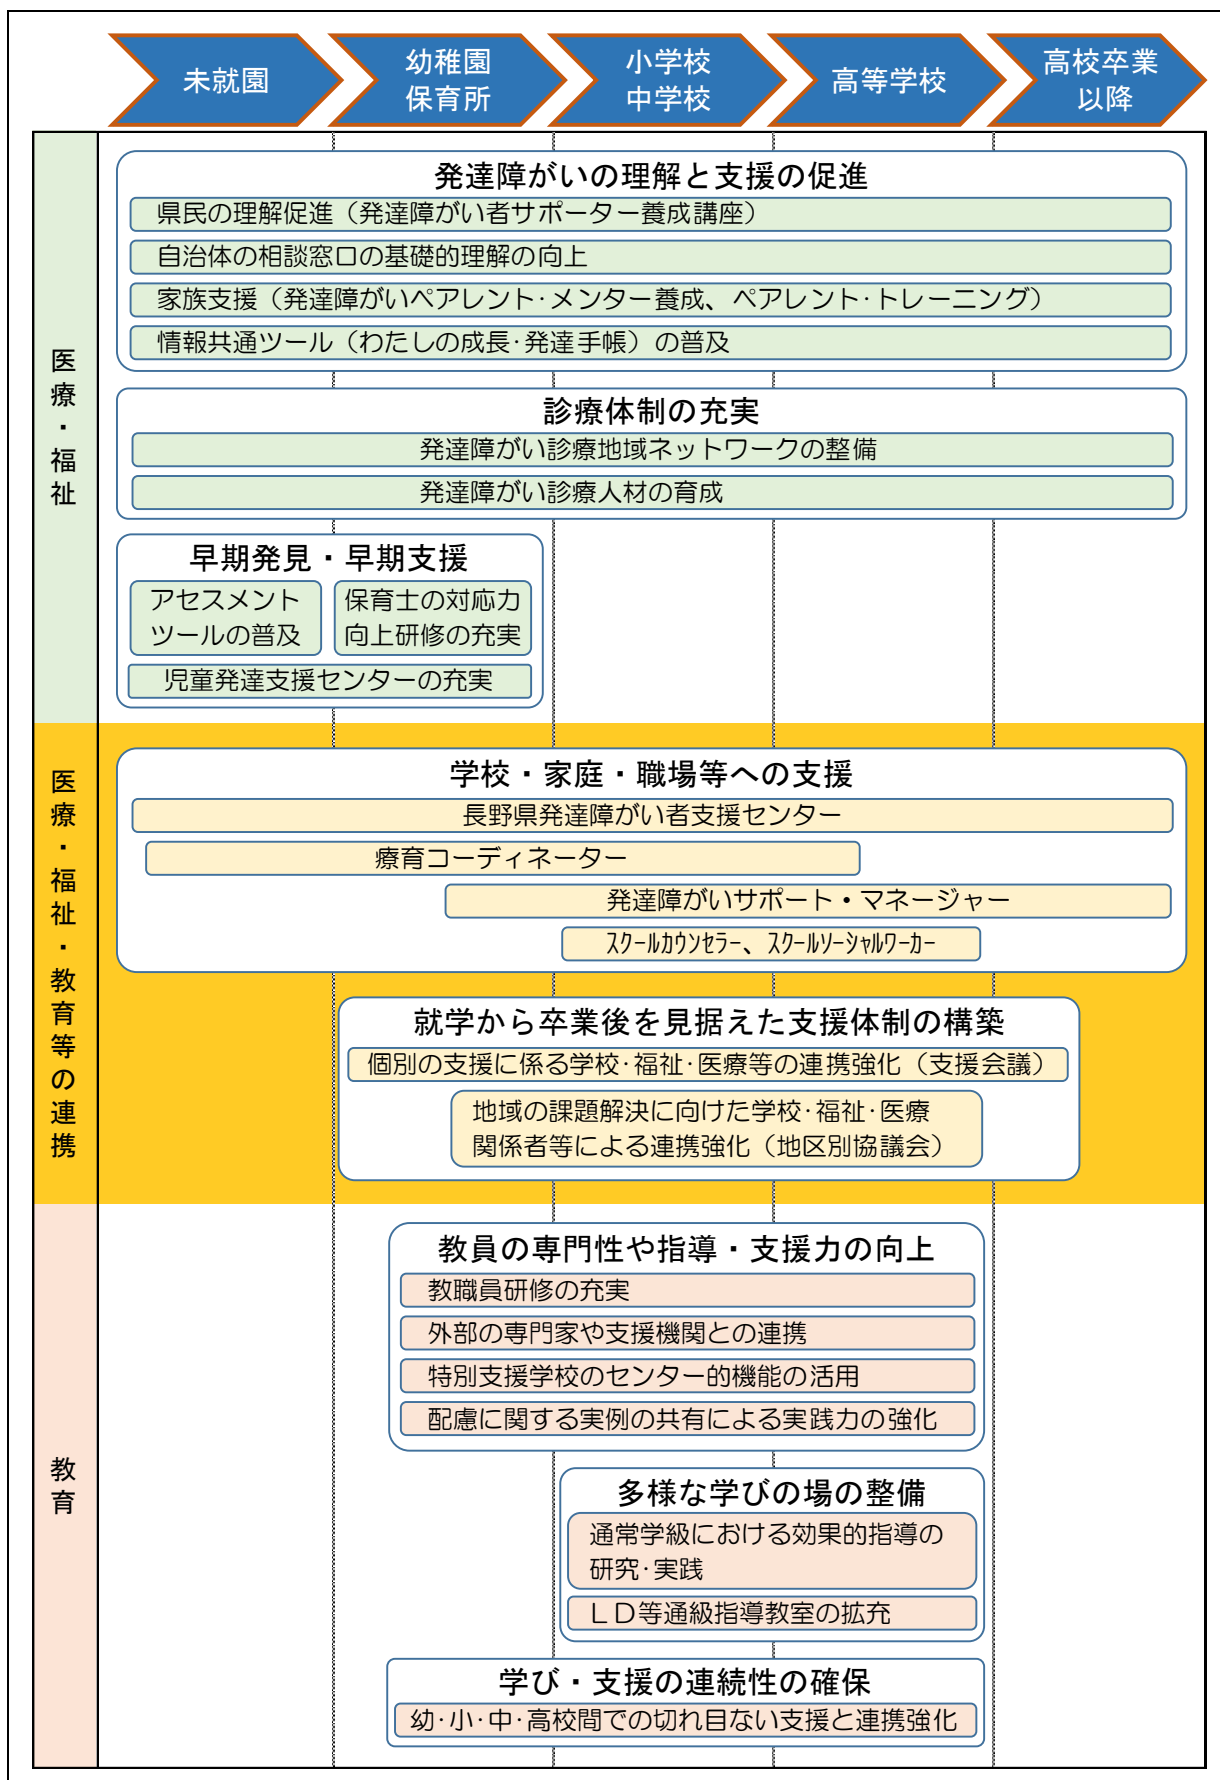 未就園
幼稚園
保育所
小学校
中学校
高等学校
高校卒業
以降
医療・福祉
発達障がいの理解と支援の促進
県民の理解促進（発達障がい者サポーター養成講座）
自治体の相談窓口の基礎的理解の向上
家族支援（発達障がいペアレント・メンター養成、ペアレント・トレーニング）
情報共通ツール（わたしの成長・発達手帳）の普及
診療体制の充実
発達障がい診療地域ネットワークの整備
発達障がい診療人材の育成
早期発見・早期支援
アセスメント
ツールの普及
保育士の対応力
向上研修の充実
児童発達支援センターの充実
医療・福祉・教育等の連携
学校・家庭・職場等への支援
長野県発達障がい者支援センター
療育コーディネーター
発達障がいサポート・マネージャー
ｽｸｰﾙｶｳﾝｾﾗｰ、ｽｸｰﾙｿｰｼｬﾙﾜｰｶｰ
就学から卒業後を見据えた支援体制の構築
個別の支援に係る学校・福祉・医療等の連携強化（支援会議）
地域の課題解決に向けた学校・福祉・医療
関係者等による連携強化（地区別協議会）
教育
教員の専門性や指導・支援力の向上
教職員研修の充実
外部の専門家や支援機関との連携
特別支援学校のセンター的機能の活用
配慮に関する実例の共有による実践力の強化
多様な学びの場の整備
通常学級における効果的指導の
研究・実践
ＬＤ等通級指導教室の拡充
学び・支援の連続性の確保
幼・小・中・高校間での切れ目ない支援と連携強化